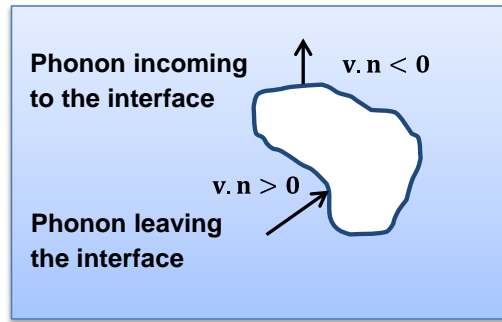 Phonon incoming
to the interface
v. n < 0
v. n > 0
Phonon leaving
the interface